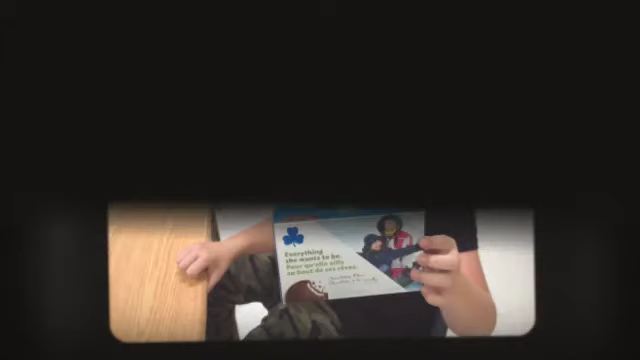 Everything
she wants to be.
Pour qu'elle aille
au bout de ses rêves.